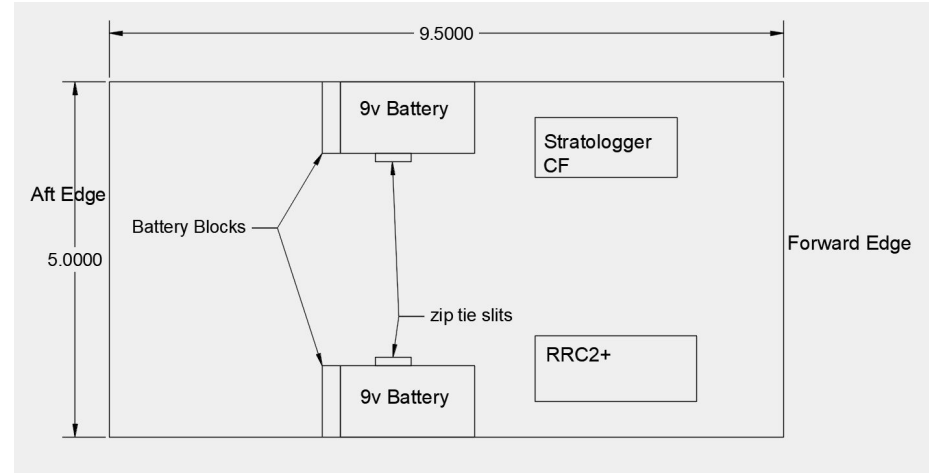 9.5000
9v Battery
Stratologger
CF
Aft Edge
Battery Blocks
Forward Edge
5.0000
zip tie slits
RRC2+
9v Battery